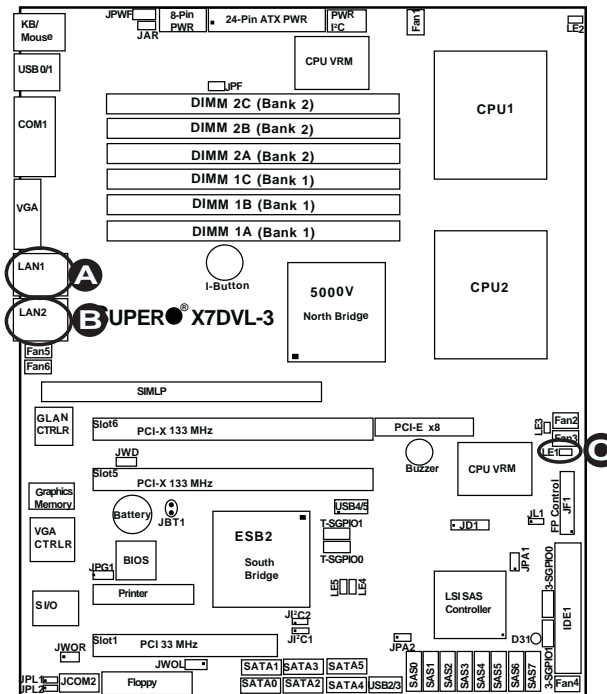 KB/
Mouse
JPWF
JAR
8-Pin
PWR
24-Pin ATX PWR
PWR
I²C
Fan1
LE2
USB0/1
CPU VRM
JPF
COM1
DIMM 2C (Bank 2)
DIMM 2B (Bank 2)
DIMM 2A (Bank 2)
DIMM 1C (Bank 1)
DIMM 1B (Bank 1)
DIMM 1A (Bank 1)
CPU1
VGA
LAN1
A
I-Button
5000V
North Bridge
CPU2
LAN2
B
UPER® X7DVL-3
Fan5
Fan6
SIMLP
GLAN
CTRLR
Slot6
PCI-X 133 MHz
PCI-E x8
LE3
Fan2
Fan3
LE1
C
JWD
Buzzer
CPU VRM
Slot5
PCI-X 133 MHz
Graphics
Memory
Battery
JBT1
USB4/5
T-SGPIO1
T-SGPIO0
JD1
JL1
FP Control
JF1
VGA
CTRLR
BIOS
ESB2
South
Bridge
JPG1
Printer
LE5
LE4
JPA1
3-SGPIO0
LSI SAS
Controller
IDE1
S I/O
JI²C2
JI²C1
JPA2
D31
3-SGPIO1
Slot1
PCI 33 MHz
JWOR
JWOL
JPL1
JPL2
JCOM2
Floppy
SATA1
SATA3
SATA5
SATA0
SATA2
SATA4
USB2/3
SAS0
SAS1
SAS2
SAS3
SAS4
SAS5
SAS6
SAS7
Fan4